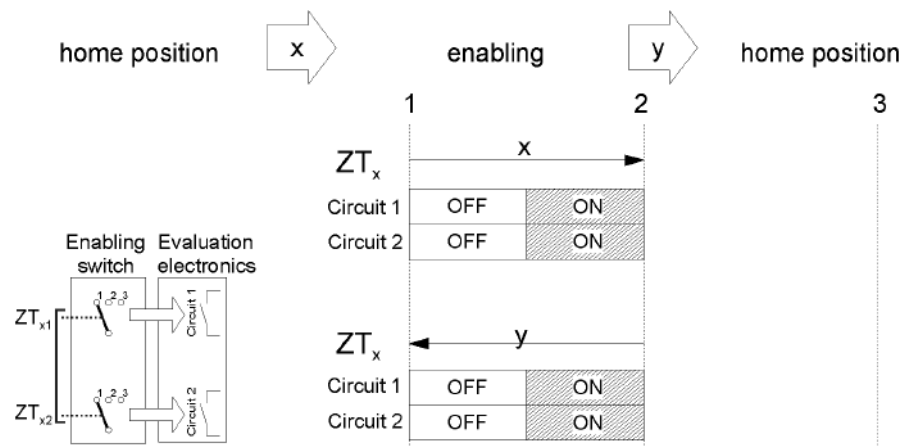 home position x enabling y home position
1 2 3
ZTx x
Circuit 1 OFF ON
Circuit 2 OFF ON
Enabling switch
Evaluation electronics
1 2 3
ZTx1
Circuit 1
1 2 3
ZTx2
Circuit 2
ZTx y
Circuit 1 OFF ON
Circuit 2 OFF ON